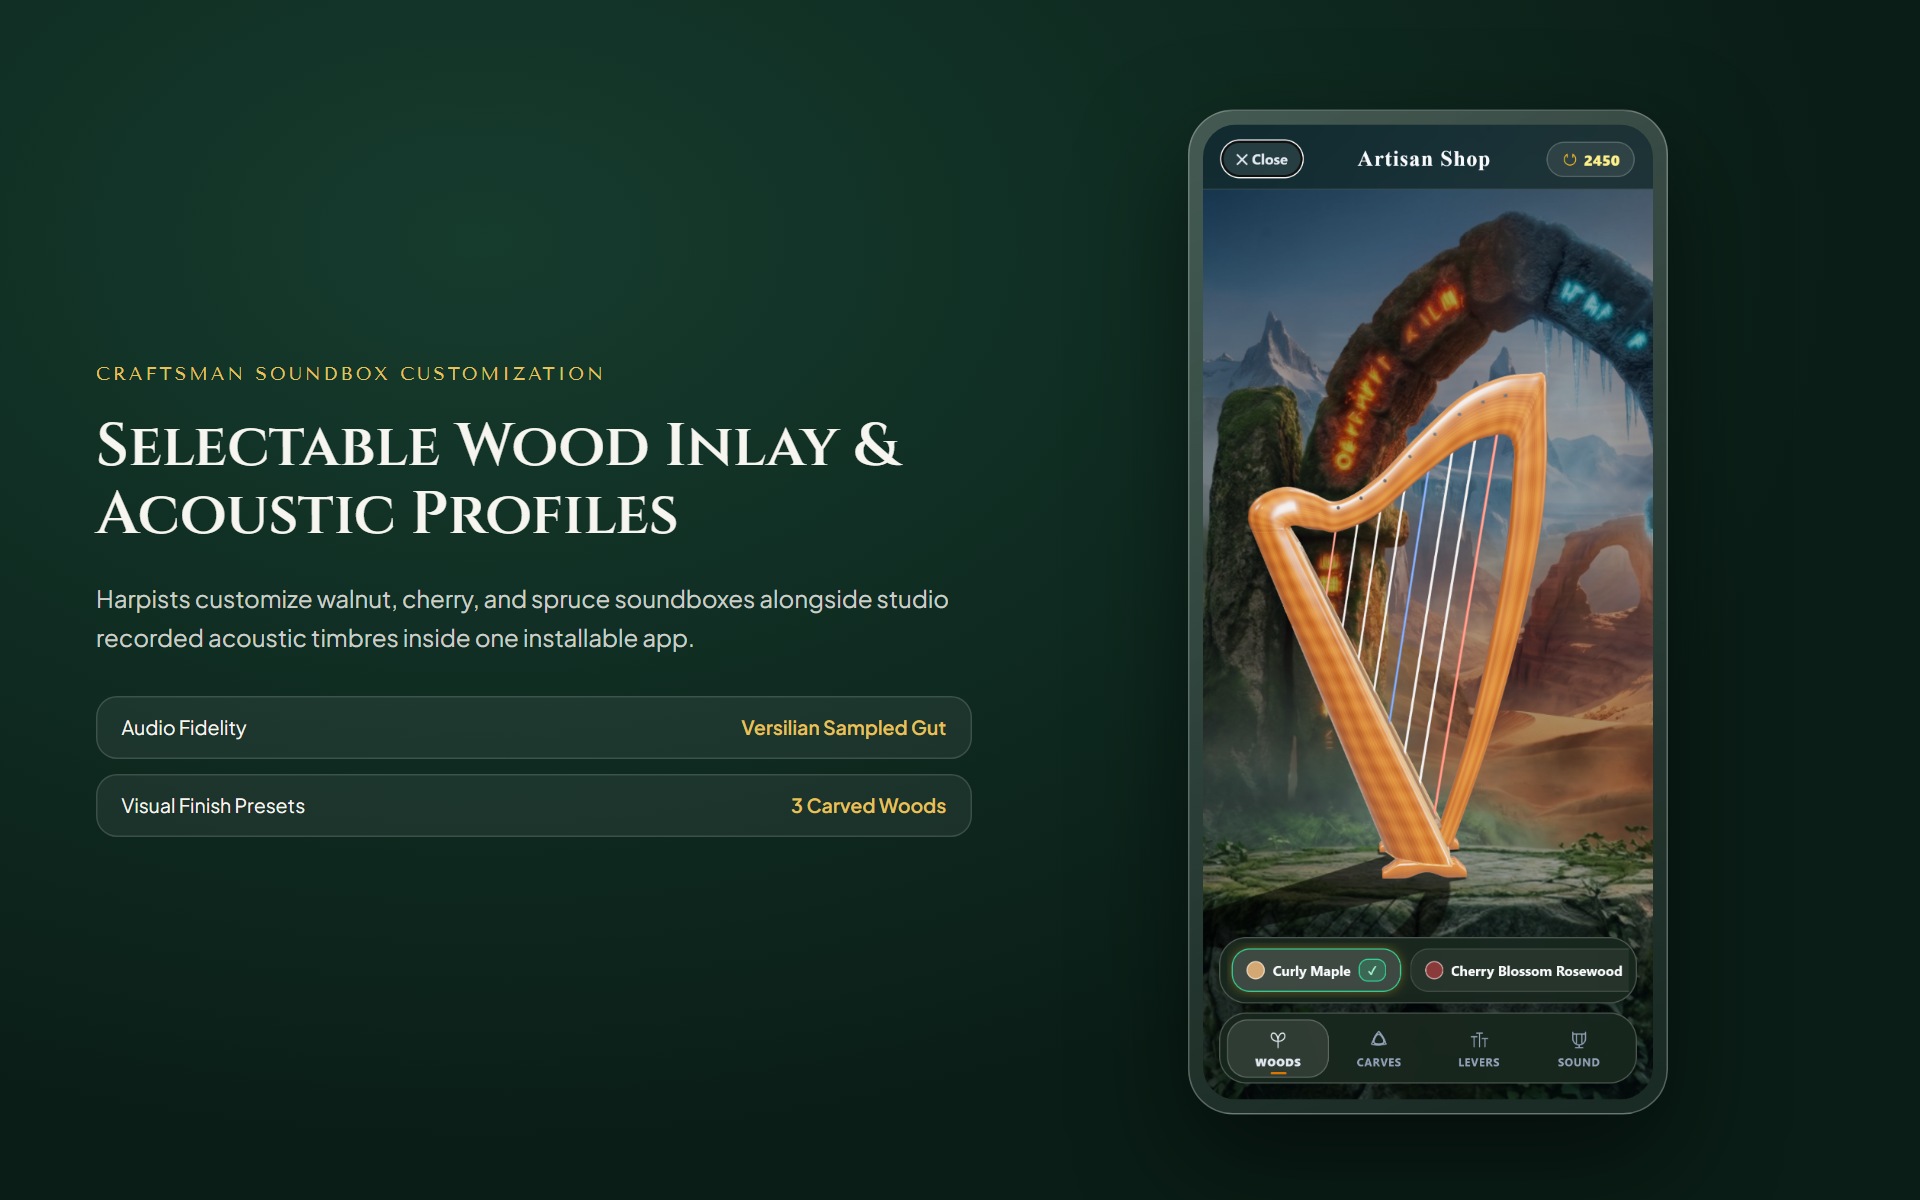 CRAFTSMAN SOUNDBOX CUSTOMIZATION
SELECTABLE WOOD INLAY &
ACOUSTIC PROFILES
Harpists customize walnut, cherry, and spruce soundboxes alongside studio
recorded acoustic timbres inside one installable app.
Audio Fidelity
Versilian Sampled Gut
Visual Finish Presets
3 Carved Woods
Close
Artisan Shop
2450
Curly Maple
Cherry Blossom Rosewood
WOODS
CARVES
LEVERS
SOUND